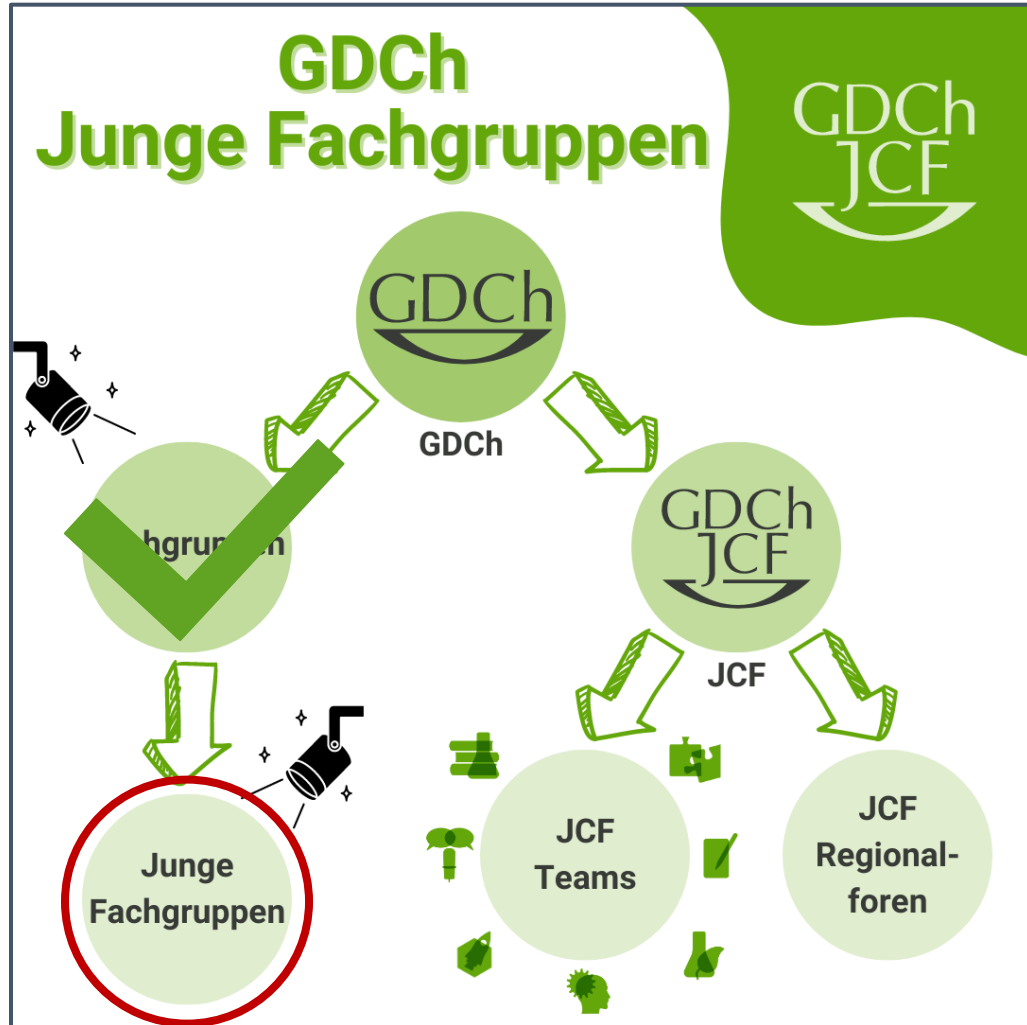 GDCh
Junge Fachgruppen
GDCh
JCF
GDCh
GDCh
GDCh
JCF
JCF
Junge
Fachgruppen
JCF
Teams
JCF
Regional-
foren